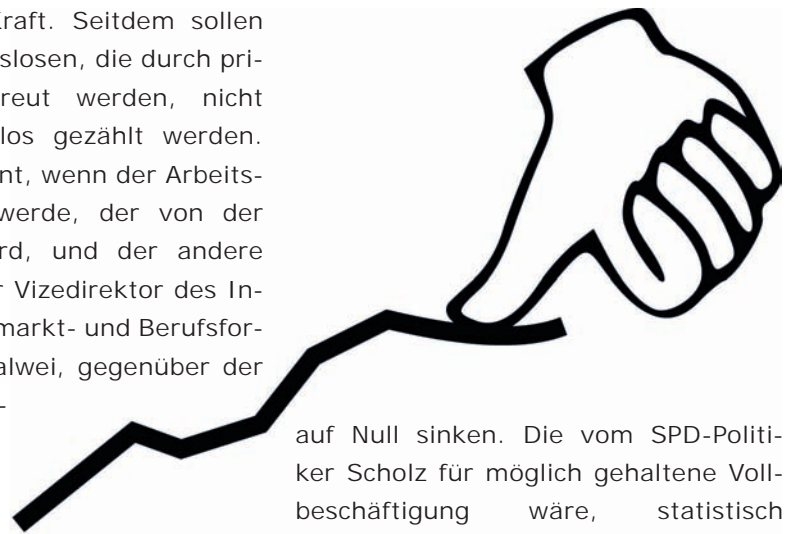 Kraft. Seitdem sollen
slosen, die durch pri-
reut werden, nicht
los gezählt werden.
nt, wenn der Arbeits-
werde, der von der
rd, und der andere
r Vizedirektor des In-
markt- und Berufsfor-
alwei, gegenüber der
-
auf Null sinken. Die vom SPD-Politi-
ker Scholz für möglich gehaltene Voll-
beschäftigung wäre, statistisch